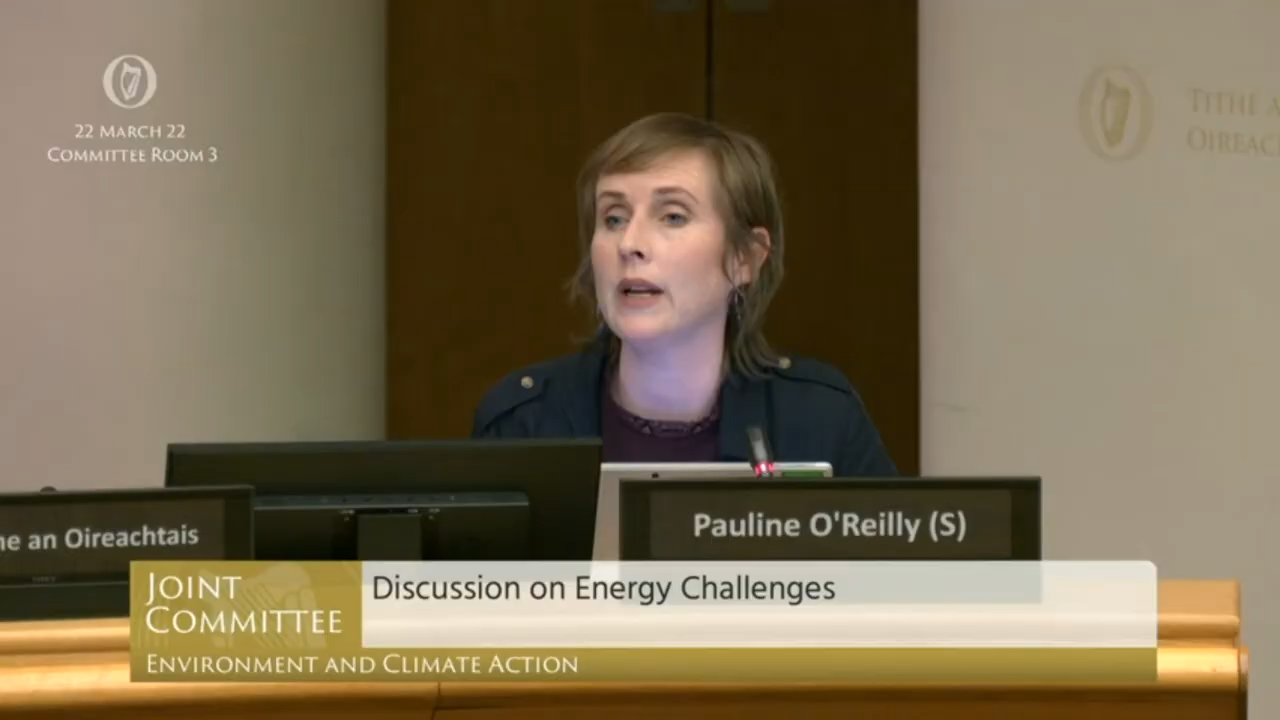 22 MARCH 22
COMMITTEE ROOM 3
TITHE
OIREAC
ne an Oireachtais
Pauline O'Reilly (S)
JOINT
COMMITTEE
Discussion on Energy Challenges
ENVIRONMENT AND CLIMATE ACTION